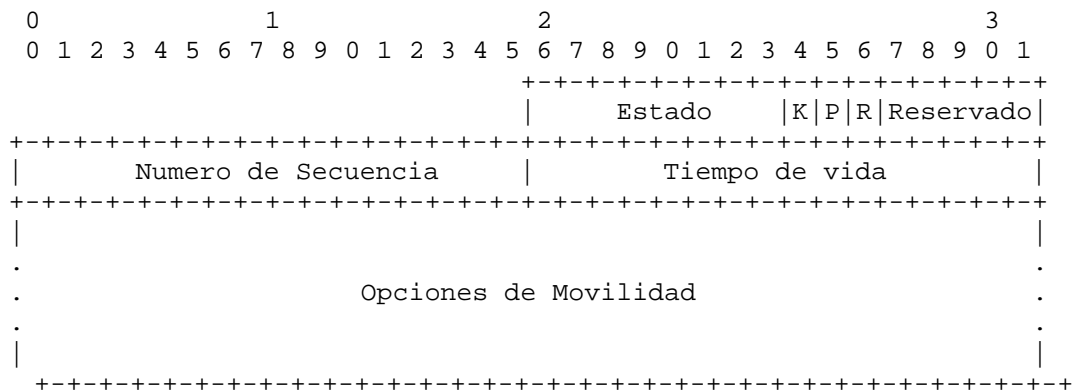 0                   1                   2                   3
0 1 2 3 4 5 6 7 8 9 0 1 2 3 4 5 6 7 8 9 0 1 2 3 4 5 6 7 8 9 0 1
+-+-+-+-+-+-+-+-+-+-+-+-+-+-+-+-+
| Estado |K|P|R|Reservado|
+-+-+-+-+-+-+-+-+-+-+-+-+-+-+-+-+-+-+-+-+-+-+-+-+-+-+-+-+-+-+-+-+
| Numero de Secuencia | Tiempo de vida |
+-+-+-+-+-+-+-+-+-+-+-+-+-+-+-+-+-+-+-+-+-+-+-+-+-+-+-+-+-+-+-+-+
| |
. .
. Opciones de Movilidad .
. .
| |
+-+-+-+-+-+-+-+-+-+-+-+-+-+-+-+-+-+-+-+-+-+-+-+-+-+-+-+-+-+-+-+-+